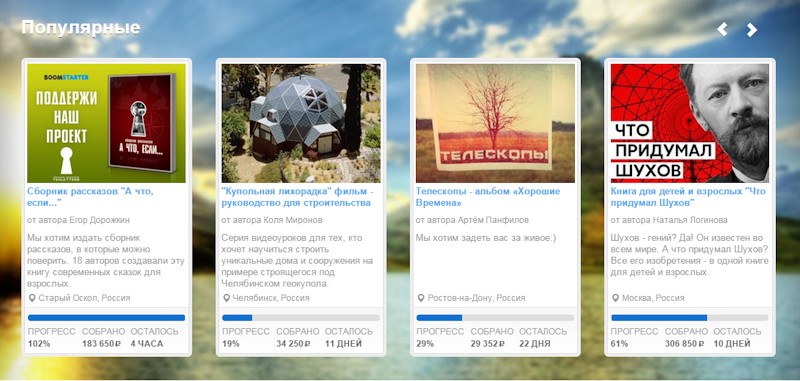 Популярные
BOOMSTARTER
ПОДДЕРЖИ
НАШ
ПРОЕКТ
А ЧТО, ЕСЛИ...
Сборник рассказов "А что,
если..."
от автора Егор Дорожкин
Мы хотим издать сборник
рассказов, в которые можно
поверить. 18 авторов создавали эту
книгу современных сказок для
взрослых.
Старый Оскол, Россия
ПРОГРЕСС СОБРАНО ОСТАЛОСЬ
102% 183 650₽ 4 ЧАСА
"Купольная лихорадка" фильм -
руководство для строительства
от автора Коля Миронов
Серия видеоуроков для тех, кто
хочет научиться строить
уникальные дома и сооружения на
примере строящегося под
Челябинском геокупола.
Челябинск, Россия
ПРОГРЕСС СОБРАНО ОСТАЛОСЬ
19% 34 250₽ 11 ДНЕЙ
ТЕЛЕСКОПЫ
Телескопы - альбом «Хорошие
Времена»
от автора Артём Панфилов
Мы хотим задеть вас за живое:)
Ростов-на-Дону, Россия
ПРОГРЕСС СОБРАНО ОСТАЛОСЬ
29% 29 352₽ 22 ДНЯ
ЧТО
ПРИДУМАЛ
ШУХОВ
Книга для детей и взрослых "Что
придумал Шухов"
от автора Наталья Логинова
Шухов - гений? Да! Он известен во
всем мире. А что придумал Шухов?
Все его изобретения - в одной книге
для детей и взрослых.
Москва, Россия
ПРОГРЕСС СОБРАНО ОСТАЛОСЬ
61% 306 850₽ 10 ДНЕЙ